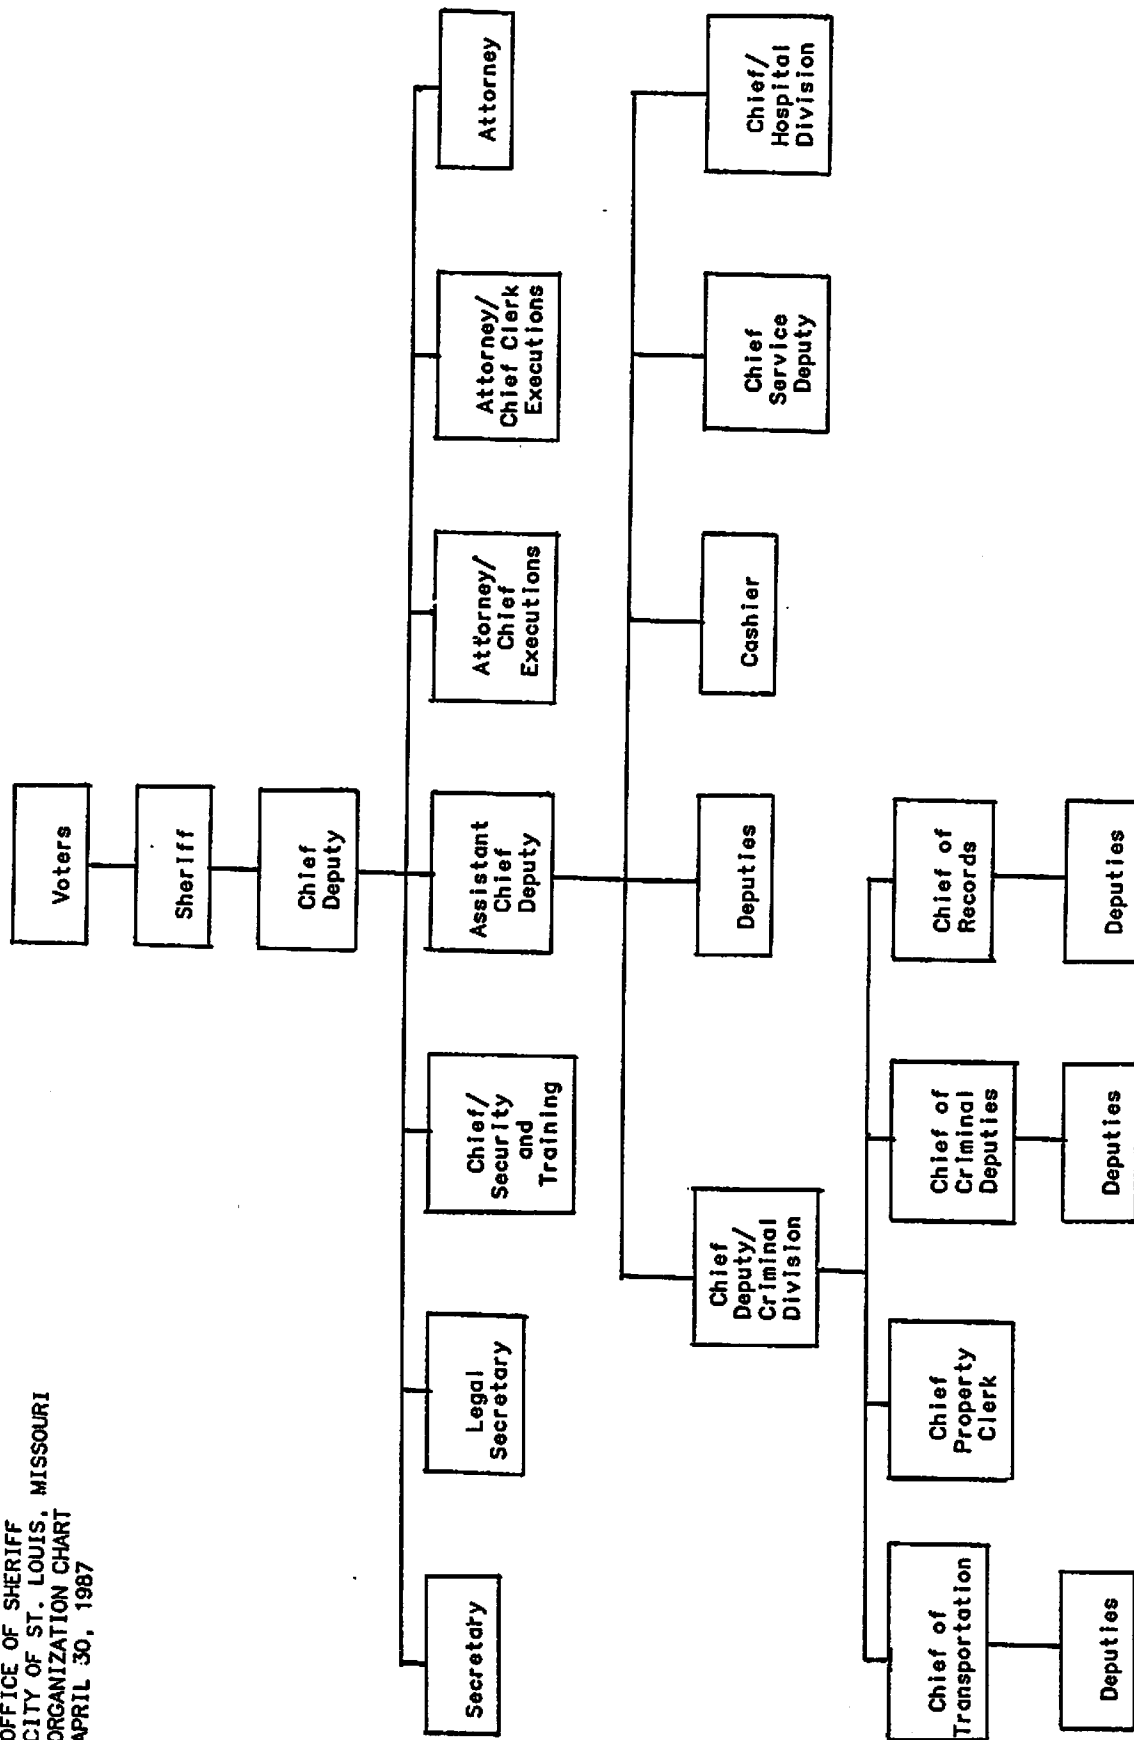 OFFICE OF SHERIFF
CITY OF ST. LOUIS, MISSOURI
ORGANIZATION CHART
APRIL 30, 1987
Voters
Sheriff
Chief
Deputy
Secretary
Legal
Secretary
Chief/
Security
and
Training
Assistant
Chief
Deputy
Attorney/
Chief
Executions
Attorney/
Chief Clerk
Executions
Attorney
Chief
Deputy/
Criminal
Division
Deputies
Cashier
Chief
Service
Deputy
Chief/
Hospital
Division
Chief of
Transportation
Chief
Property
Clerk
Chief of
Criminal
Deputies
Chief of
Records
Deputies
Deputies
Deputies